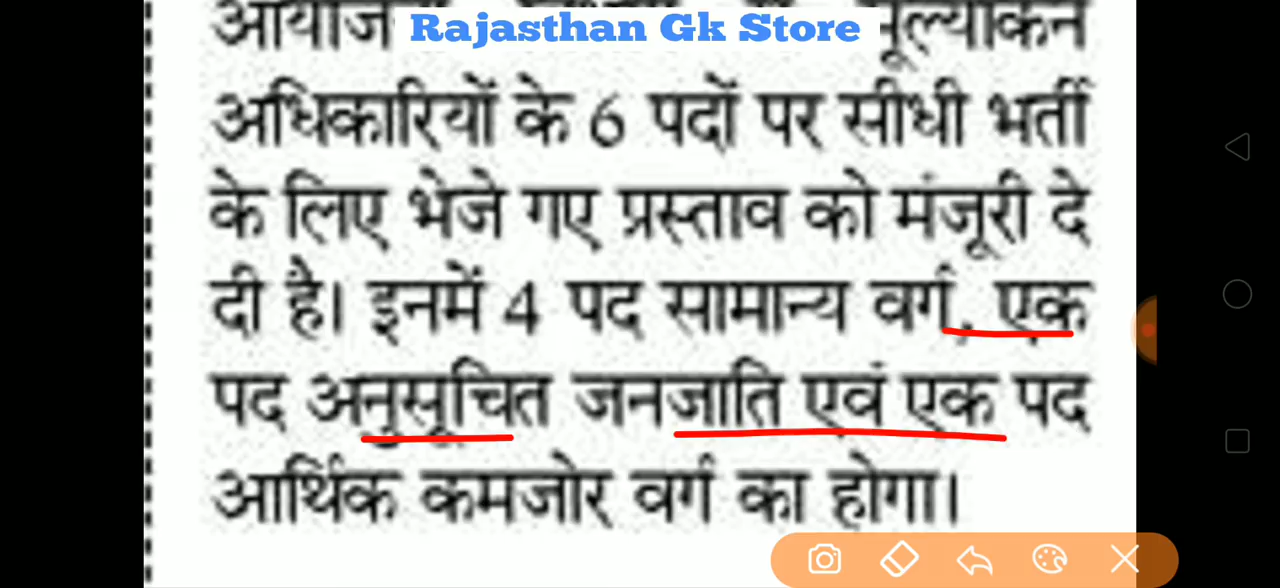 Rajasthan Gk Store
अधिकारियों के 6 पदों पर सीधी भर्ती
के लिए भेजे गए प्रस्ताव को मंजूरी दे
दी है। इनमें 4 पद सामान्य वर्ग, एक
पद अनुसूचित जनजाति एवं एक पद
आर्थिक कमजोर वर्ग का होगा।